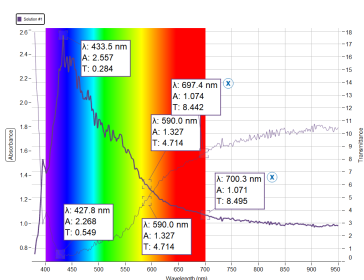 Solution #1
2.6
2.4
2.2
2.0
1.8
1.6
1.4
1.2
1.0
0.8
Absorbance
λ: 433.5 nm
A: 2.557
T: 0.284
λ: 697.4 nm
A: 1.074
T: 8.442
λ: 590.0 nm
A: 1.327
T: 4.714
λ: 700.3 nm
A: 1.071
T: 8.495
λ: 427.8 nm
A: 2.268
T: 0.549
λ: 590.0 nm
A: 1.327
T: 4.714
18
17
16
15
14
13
12
11
10
9
8
7
6
5
4
3
2
1
0
Transmittance
400 450 500 550 600 650 700 750 800 850 900 950
Wavelength (nm)